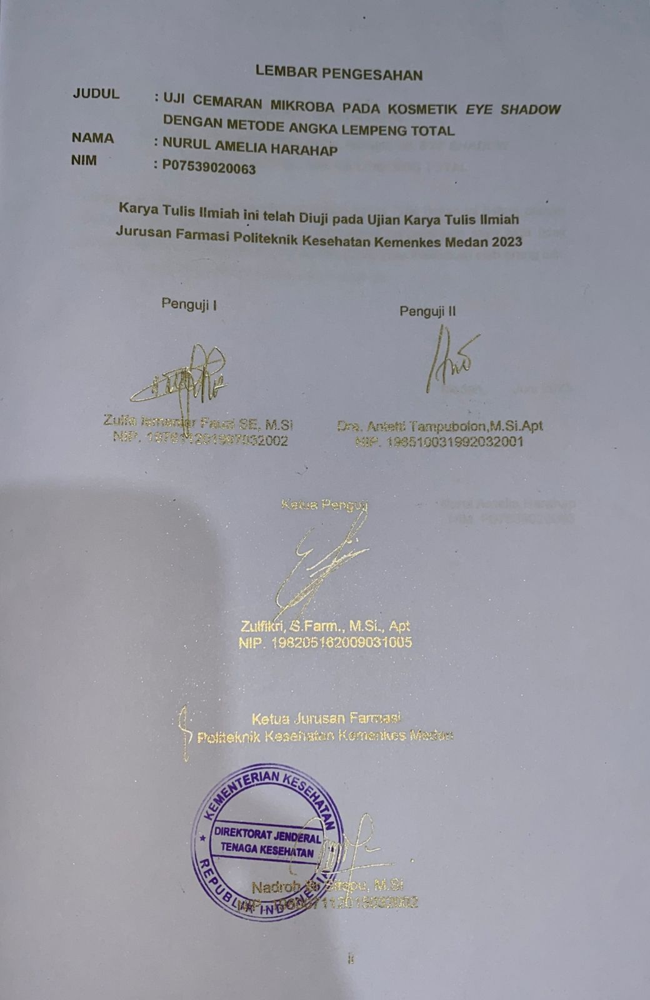 LEMBAR PENGESAHAN
JUDUL : UJI CEMARAN MIKROBA PADA KOSMETIK EYE SHADOW
DENGAN METODE ANGKA LEMPENG TOTAL
NAMA : NURUL AMELIA HARAHAP
NIM : P07539020063
Karya Tulis Ilmiah ini telah Diuji pada Ujian Karya Tulis Ilmiah
Jurusan Farmasi Politeknik Kesehatan Kemenkes Medan 2023
Penguji I
Penguji II
Zulfa Ismaniar Fauzi SE, M.Si
NIP. 197611201997032002
Dra. Antetti Tampubolon,M.Si.Apt
NIP. 196510031992032001
Ketua Penguji
Zulfikri, S.Farm., M.Si., Apt
NIP. 198205162009031005
Ketua Jurusan Farmasi
Politeknik Kesehatan Kemenkes Medan
KEMENTERIAN KESEHATAN
DIREKTORAT JENDERAL
TENAGA KESEHATAN
REPUBLIK INDONESIA
Nadroh Br Sitepu, M.Si
NIP.
ii